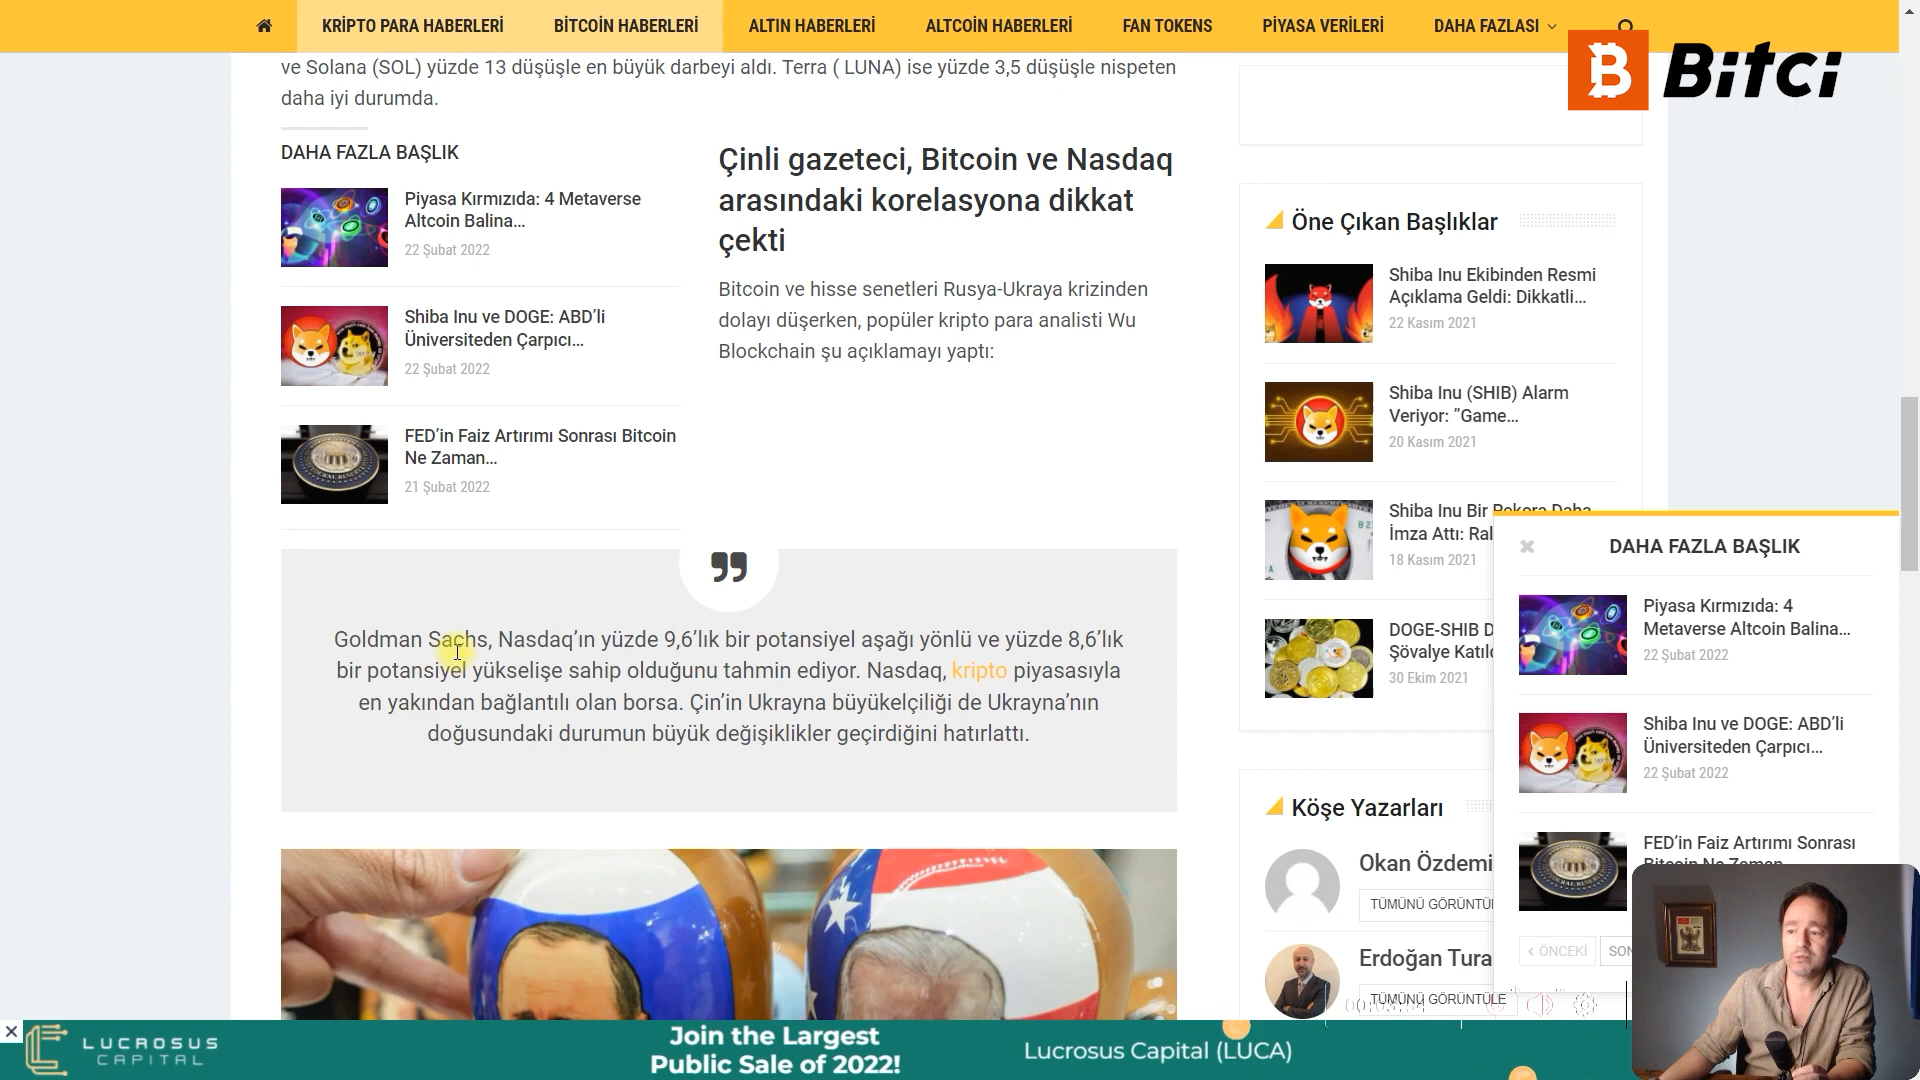 KRİPTO PARA HABERLERİ
BİTCOİN HABERLERİ
ALTIN HABERLERİ
ALTCOİN HABERLERİ
FAN TOKENS
PİYASA VERİLERİ
DAHA FAZLASI
Bitci
ve Solana (SOL) yüzde 13 düşüşle en büyük darbeyi aldı. Terra ( LUNA) ise yüzde 3,5 düşüşle nispeten
daha iyi durumda.
DAHA FAZLA BAŞLIK
Piyasa Kırmızıda: 4 Metaverse
Altcoin Balina...
22 Şubat 2022
Shiba Inu ve DOGE: ABD’li
Üniversiteden Çarpıcı...
22 Şubat 2022
FED’in Faiz Artırımı Sonrası Bitcoin
Ne Zaman...
21 Şubat 2022
Çinli gazeteci, Bitcoin ve Nasdaq
arasındaki korelasyona dikkat
çekti
Bitcoin ve hisse senetleri Rusya-Ukraya krizinden
dolayı düşerken, popüler kripto para analisti Wu
Blockchain şu açıklamayı yaptı:
Goldman Sachs, Nasdaq’ın yüzde 9,6’lık bir potansiyel aşağı yönlü ve yüzde 8,6’lık
bir potansiyel yükselişe sahip olduğunu tahmin ediyor. Nasdaq, kripto piyasasıyla
en yakından bağlantılı olan borsa. Çin’in Ukrayna büyükelçiliği de Ukrayna’nın
doğusundaki durumun büyük değişiklikler geçirdiğini hatırlattı.
Öne Çıkan Başlıklar
Shiba Inu Ekibinden Resmi
Açıklama Geldi: Dikkatli...
22 Kasım 2021
Shiba Inu (SHIB) Alarm
Veriyor: ”Game...
20 Kasım 2021
Shiba Inu Bir Rekora Daha
İmza Attı: Ral
18 Kasım 2021
DOGE-SHIB D
Şövalye Katılc
30 Ekim 2021
Köşe Yazarları
Okan Özdemi
TÜMÜNÜ GÖRÜNTÜL
Erdoğan Tura
TÜMÜNÜ GÖRÜNTÜLE
DAHA FAZLA BAŞLIK
Piyasa Kırmızıda: 4
Metaverse Altcoin Balina...
22 Şubat 2022
Shiba Inu ve DOGE: ABD’li
Üniversiteden Çarpıcı...
22 Şubat 2022
FED’in Faiz Artırımı Sonrası
Bitcoin Ne Zaman
ÖNCEKİ
SON
LUCROSUS
CAPITAL
Join the Largest
Public Sale of 2022!
Lucrosus Capital (LUCA)